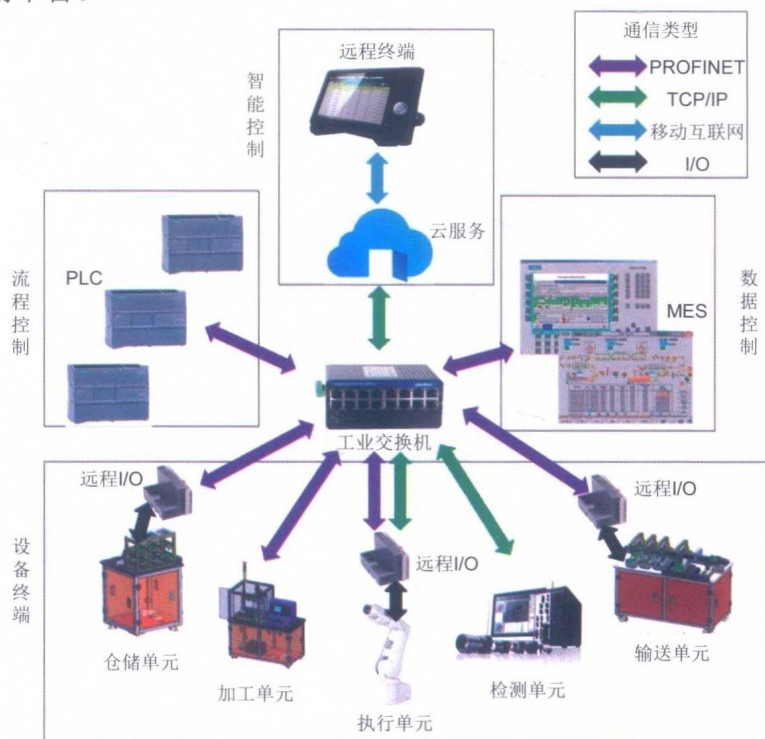 通信类型
PROFINET
TCP/IP
移动互联网
I/O
远程终端
智能控制
云服务
PLC
流程控制
MES
数据控制
工业交换机
远程I/O
远程I/O
远程I/O
设备终端
仓储单元
加工单元
执行单元
检测单元
输送单元